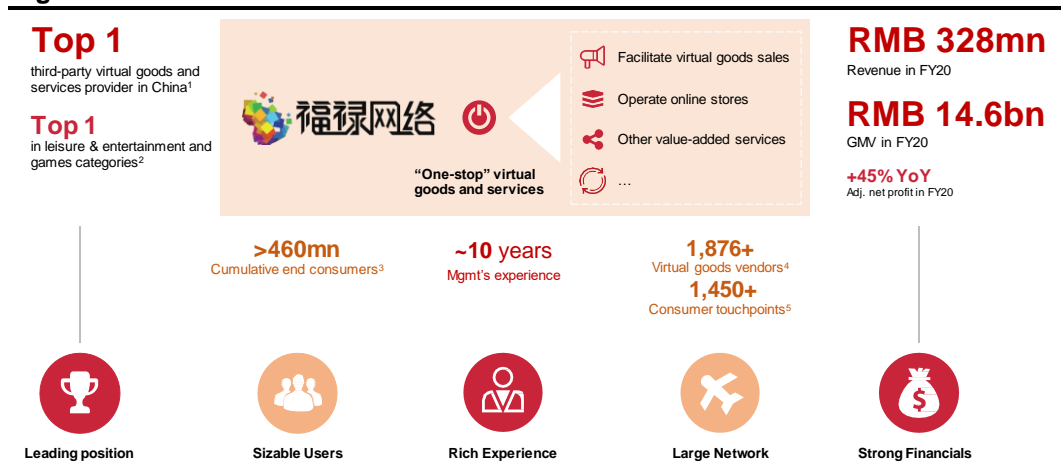 Top 1
third-party virtual goods and
services provider in China¹
Top 1
in leisure & entertainment and
games categories²
福禄网络
“One-stop” virtual
goods and services
Facilitate virtual goods sales
Operate online stores
Other value-added services
…
RMB 328mn
Revenue in FY20
RMB 14.6bn
GMV in FY20
+45% YoY
Adj. net profit in FY20
>460mn
Cumulative end consumers³
~10 years
Mgmt’s experience
1,876+
Virtual goods vendors⁴
1,450+
Consumer touchpoints⁵
$
Leading position
Sizable Users
Rich Experience
Large Network
Strong Financials